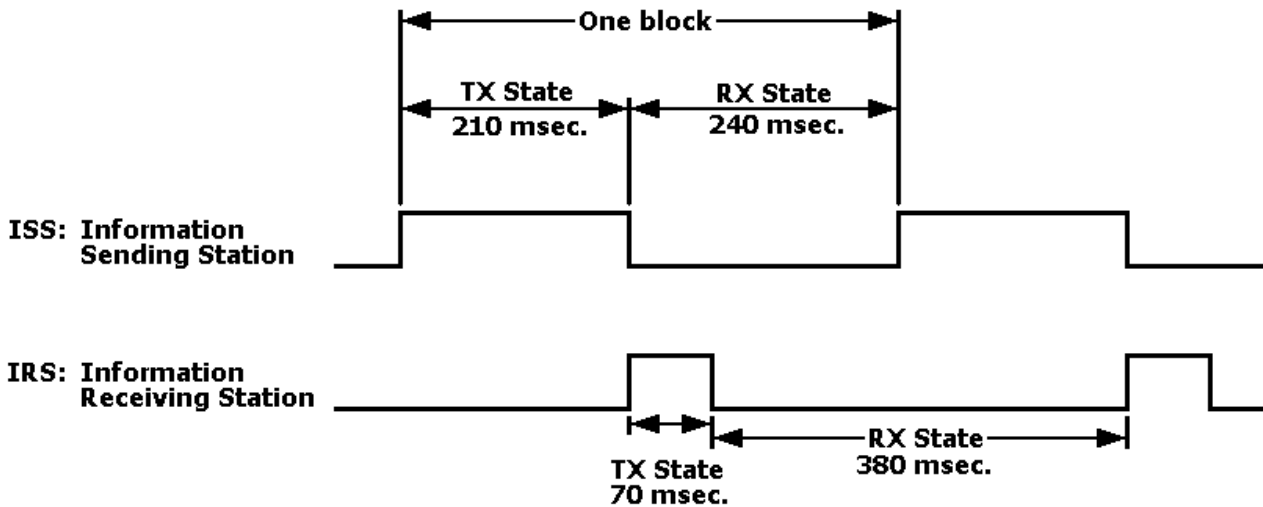 One block
TX State
210 msec.
RX State
240 msec.
ISS: Information
Sending Station
IRS: Information
Receiving Station
TX State
70 msec.
RX State
380 msec.